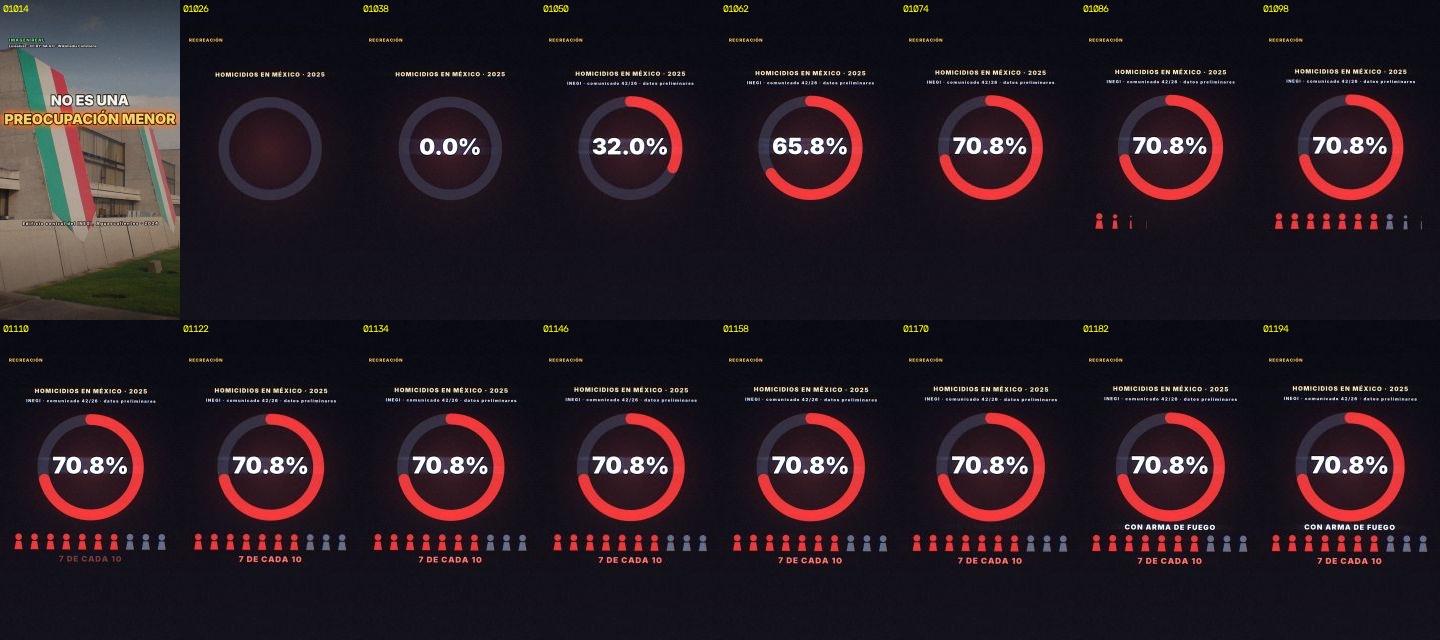 01014
IMAGEN REAL
NO ES UNA
PREOCUPACIÓN MENOR
Edificio central del INEGI, Aguascalientes · 2024
01026
RECREACIÓN
HOMICIDIOS EN MÉXICO · 2025
01038
RECREACIÓN
HOMICIDIOS EN MÉXICO · 2025
0.0%
01050
RECREACIÓN
HOMICIDIOS EN MÉXICO · 2025
INEGI · comunicado 42/26 · datos preliminares
32.0%
01062
RECREACIÓN
HOMICIDIOS EN MÉXICO · 2025
INEGI · comunicado 42/26 · datos preliminares
65.8%
01074
RECREACIÓN
HOMICIDIOS EN MÉXICO · 2025
INEGI · comunicado 42/26 · datos preliminares
70.8%
01086
RECREACIÓN
HOMICIDIOS EN MÉXICO · 2025
INEGI · comunicado 42/26 · datos preliminares
70.8%
01098
RECREACIÓN
HOMICIDIOS EN MÉXICO · 2025
INEGI · comunicado 42/26 · datos preliminares
70.8%
01110
RECREACIÓN
HOMICIDIOS EN MÉXICO · 2025
INEGI · comunicado 42/26 · datos preliminares
70.8%
7 DE CADA 10
01122
RECREACIÓN
HOMICIDIOS EN MÉXICO · 2025
INEGI · comunicado 42/26 · datos preliminares
70.8%
7 DE CADA 10
01134
RECREACIÓN
HOMICIDIOS EN MÉXICO · 2025
INEGI · comunicado 42/26 · datos preliminares
70.8%
7 DE CADA 10
01146
RECREACIÓN
HOMICIDIOS EN MÉXICO · 2025
INEGI · comunicado 42/26 · datos preliminares
70.8%
7 DE CADA 10
01158
RECREACIÓN
HOMICIDIOS EN MÉXICO · 2025
INEGI · comunicado 42/26 · datos preliminares
70.8%
7 DE CADA 10
01170
RECREACIÓN
HOMICIDIOS EN MÉXICO · 2025
INEGI · comunicado 42/26 · datos preliminares
70.8%
7 DE CADA 10
01182
RECREACIÓN
HOMICIDIOS EN MÉXICO · 2025
INEGI · comunicado 42/26 · datos preliminares
70.8%
CON ARMA DE FUEGO
7 DE CADA 10
01194
RECREACIÓN
HOMICIDIOS EN MÉXICO · 2025
INEGI · comunicado 42/26 · datos preliminares
70.8%
CON ARMA DE FUEGO
7 DE CADA 10